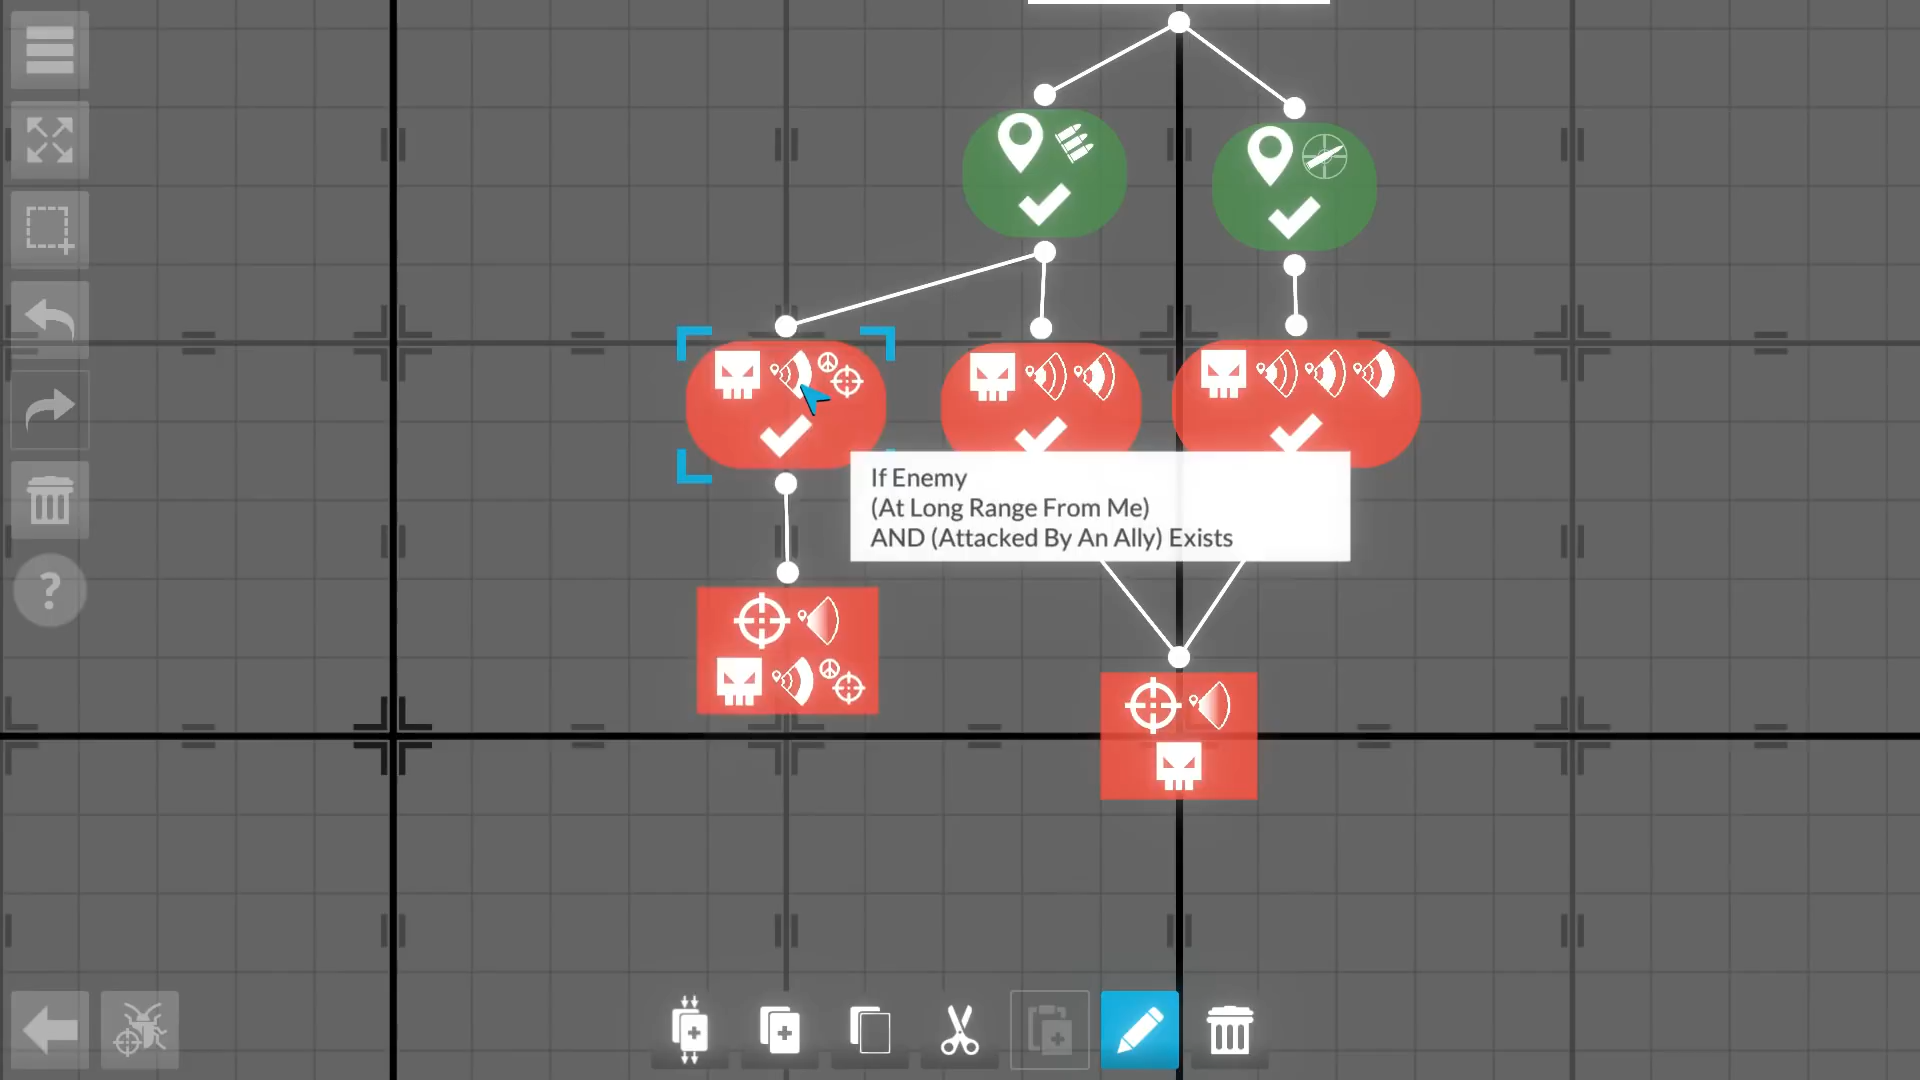 If Enemy
(At Long Range From Me)
AND (Attacked By An Ally) Exists
?